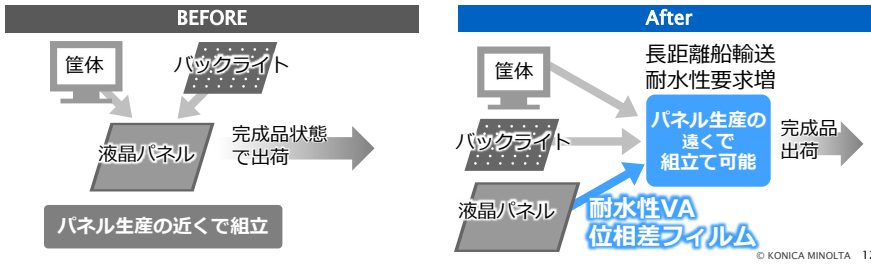 BEFORE
筐体
バックライト
液晶パネル
完成品状態
で出荷
パネル生産の近くで組立
After
筐体
長距離船輸送
耐水性要求増
バックライト
パネル生産の
遠くで
組立て可能
完成品
出荷
液晶パネル
耐水性VA
位相差フィルム
© KONICA MINOLTA